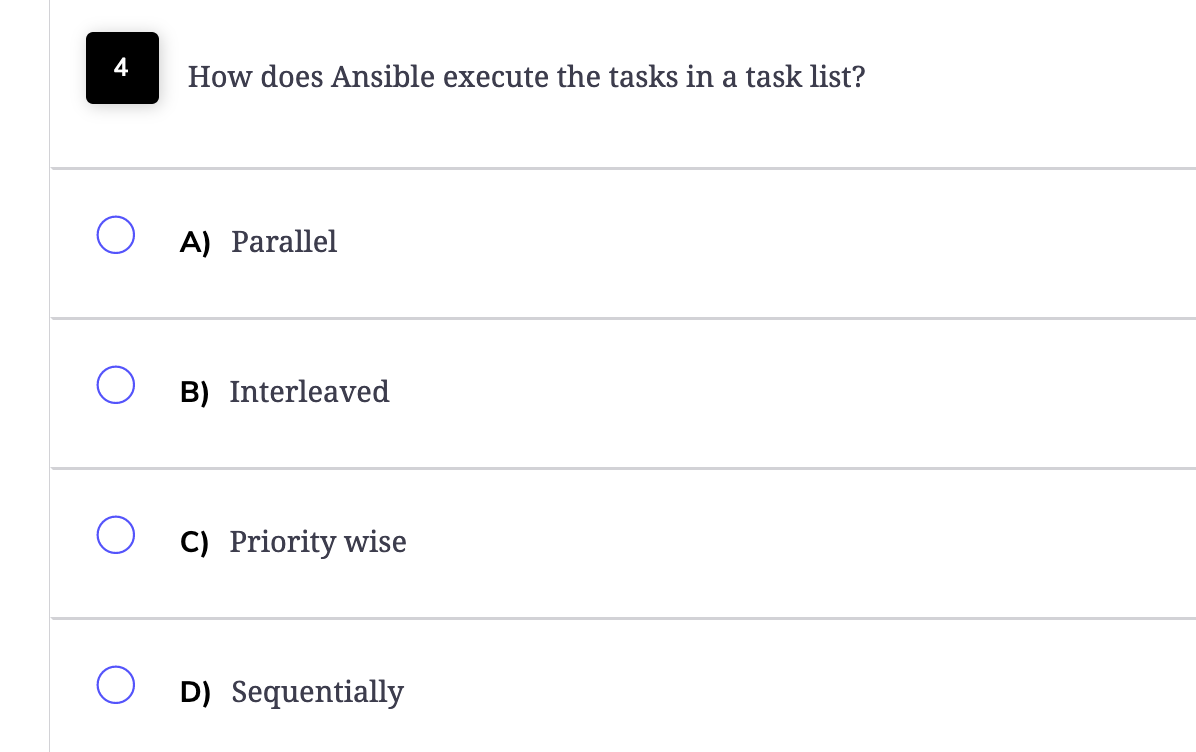 4
How does Ansible execute the tasks in a task list?
A) Parallel
B) Interleaved
C) Priority wise
D) Sequentially